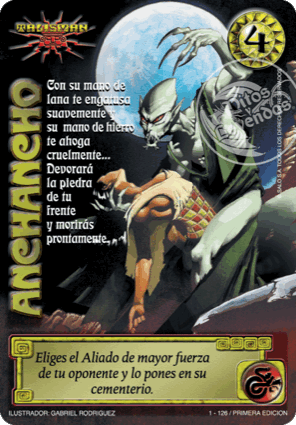 TALISMAN
4
ANCHANCHO
Con su mano de
lana te engatusa
suavemente y
su mano de hierro
te ahoga
cruelmente...
Devorará
la piedra
de tu
frente
y morirás
prontamente.
Mitos y
Leyendas
Eliges el Aliado de mayor fuerza
de tu oponente y lo pones en su
cementerio.
ILUSTRADOR: GABRIEL RODRIGUEZ
1 - 126 / PRIMERA EDICION